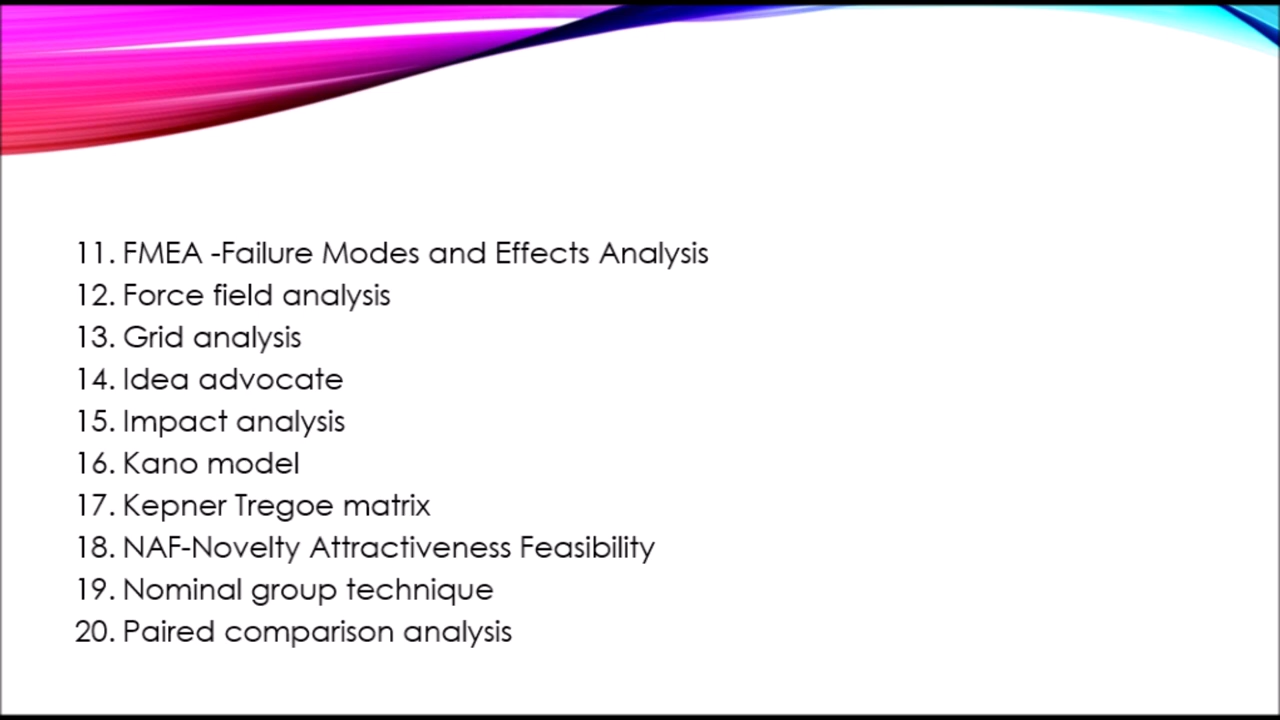 11. FMEA -Failure Modes and Effects Analysis
12. Force field analysis
13. Grid analysis
14. Idea advocate
15. Impact analysis
16. Kano model
17. Kepner Tregoe matrix
18. NAF-Novelty Attractiveness Feasibility
19. Nominal group technique
20. Paired comparison analysis